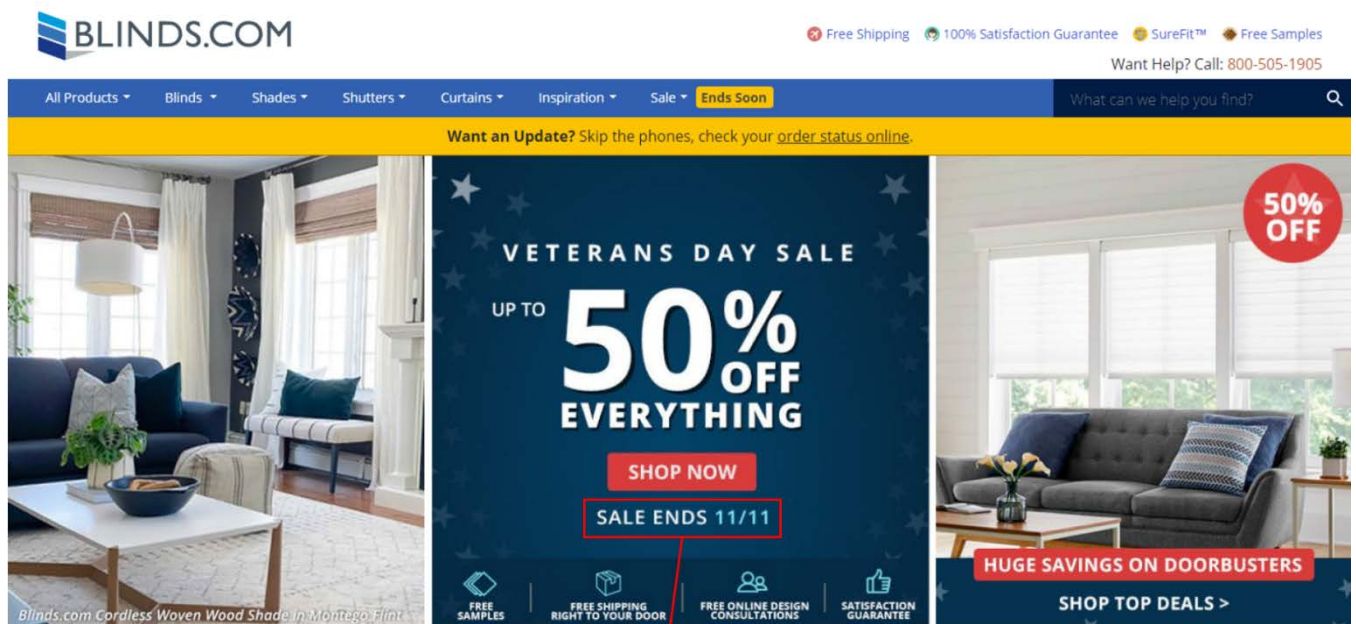 BLINDS.COM
Free Shipping 100% Satisfaction Guarantee SureFit™ Free Samples
Want Help? Call: 800-505-1905
All Products Blinds Shades Shutters Curtains Inspiration Sale Ends Soon What can we help you find?
Want an Update? Skip the phones, check your order status online.
VETERANS DAY SALE
UP TO
50% OFF
EVERYTHING
SHOP NOW
SALE ENDS 11/11
FREE
SAMPLES
FREE SHIPPING
RIGHT TO YOUR DOOR
FREE ONLINE DESIGN
CONSULTATIONS
SATISFACTION
GUARANTEE
50%
OFF
HUGE SAVINGS ON DOORBUSTERS
SHOP TOP DEALS >
Blinds.com Cordless Woven Wood Shade in Montego Flint